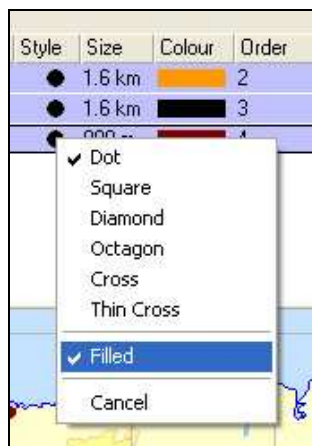 Style Size Colour Order
1.6 km 2
1.6 km 3
Dot
Square
Diamond
Octagon
Cross
Thin Cross
Filled
Cancel